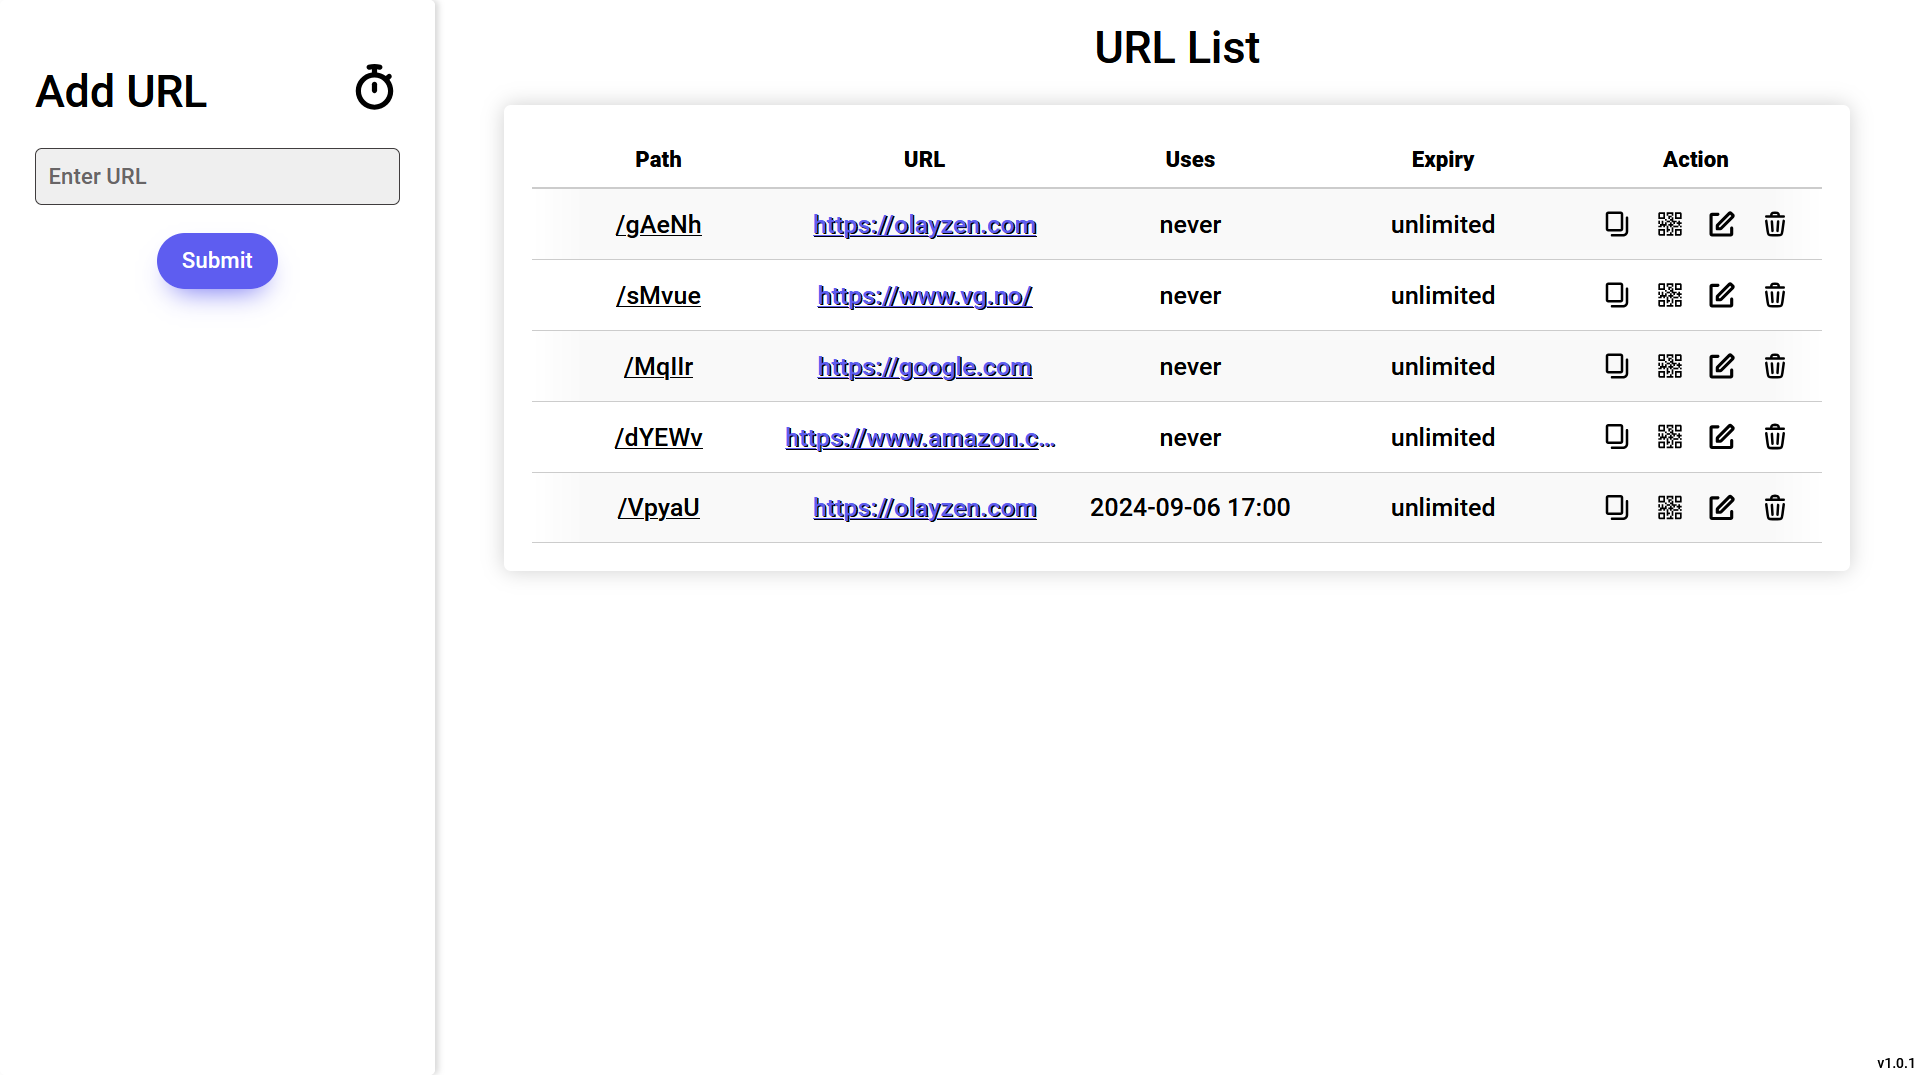 Add URL
Enter URL
Submit
URL List
Path URL Uses Expiry Action
/gAeNh https://olayzen.com never unlimited
/sMvue https://www.vg.no/ never unlimited
/MqIIr https://google.com never unlimited
/dYEWv https://www.amazon.c... never unlimited
/VpyaU https://olayzen.com 2024-09-06 17:00 unlimited
v1.0.1